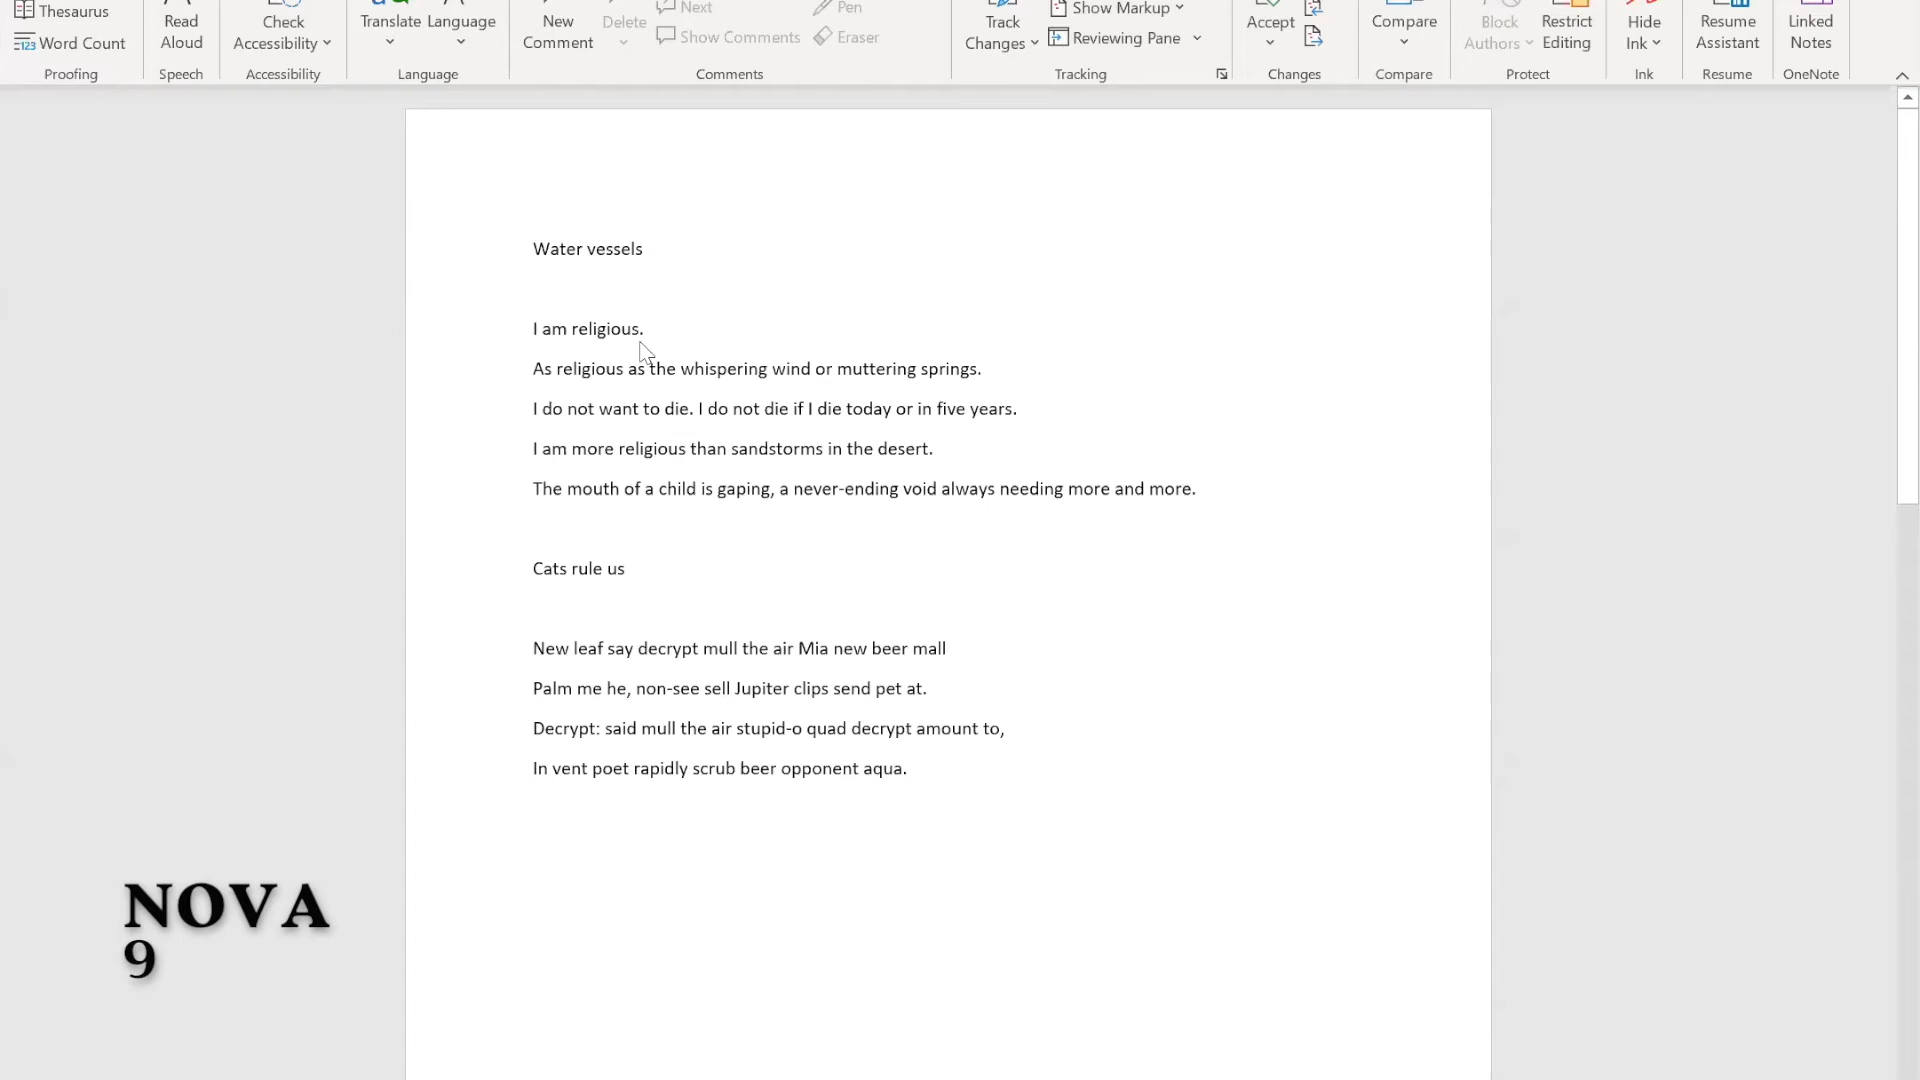 Thesaurus
Word Count
Proofing
Read Aloud
Speech
Check Accessibility
Accessibility
Translate
Language
Language
New Comment
Delete
Next
Show Comments
Pen
Eraser
Comments
Track Changes
Show Markup
Reviewing Pane
Tracking
Accept
Changes
Compare
Compare
Block Authors
Restrict Editing
Protect
Hide Ink
Ink
Resume Assistant
Resume
Linked Notes
OneNote
Water vessels
I am religious.
As religious as the whispering wind or muttering springs.
I do not want to die. I do not die if I die today or in five years.
I am more religious than sandstorms in the desert.
The mouth of a child is gaping, a never-ending void always needing more and more.
Cats rule us
New leaf say decrypt mull the air Mia new beer mall
Palm me he, non-see sell Jupiter clips send pet at.
Decrypt: said mull the air stupid-o quad decrypt amount to,
In vent poet rapidly scrub beer opponent aqua.
NOVA
9